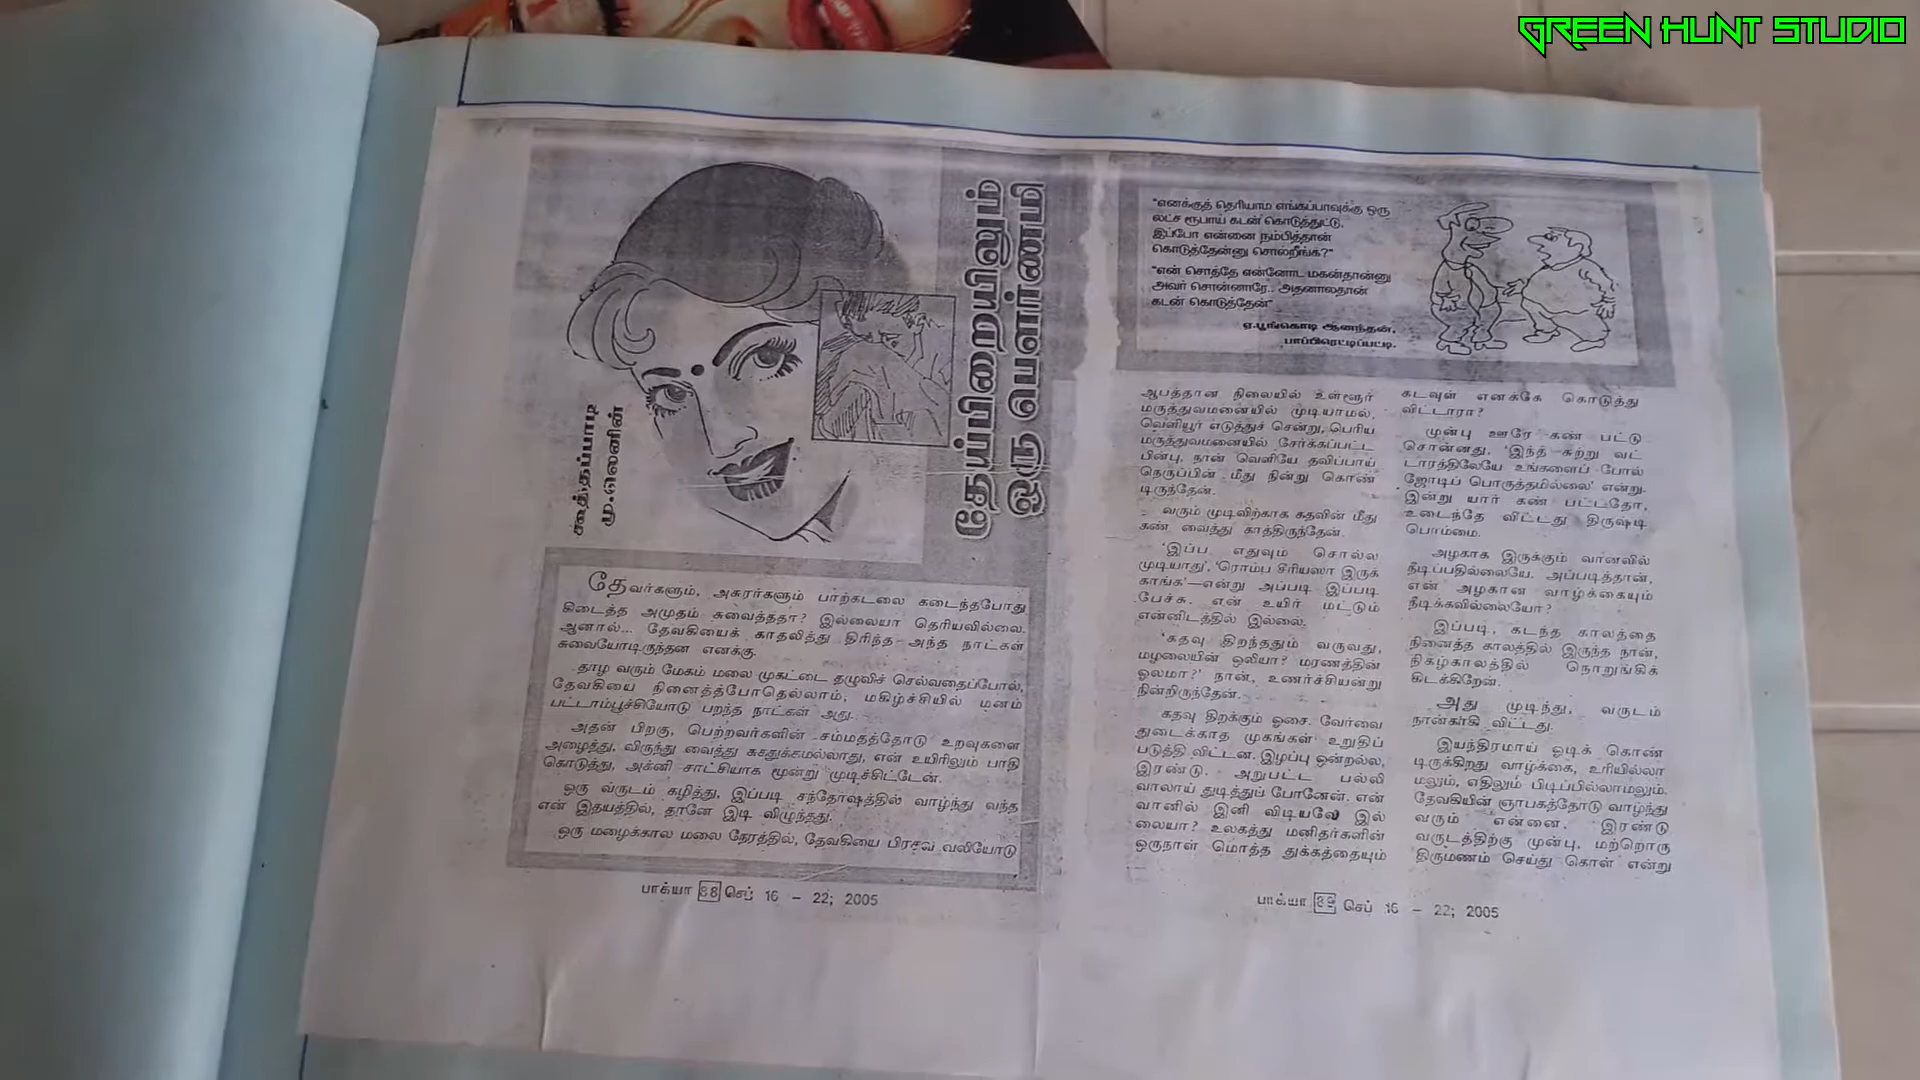 GREEN HUNT STUDIO
தேய்பிறையிலும்
ஒரு பௌர்ணமி
கூத்தப்பாடி
மு.லெனின்
தேவர்களும், அசுரர்களும் பாற்கடலை கடைந்தபோது
கிடைத்த அமுதம் சுவைத்ததா? இல்லையா தெரியவில்லை.
ஆனால்... தேவகியைக் காதலித்து திரிந்த அந்த நாட்கள்
சுவையோடிருந்தன எனக்கு.
தாழ வரும் மேகம் மலை முகட்டை தழுவிச் செல்வதைப்போல்,
தேவகியை நினைத்த்போதெல்லாம், மகிழ்ச்சியில் மனம்
பட்டாம்பூச்சியோடு பறந்த நாட்கள் அது.
அதன் பிறகு, பெற்றவர்களின் சம்மதத்தோடு உறவுகளை
அழைத்து, விருந்து வைத்து சுகதுக்கமல்லாது, என் உயிரிலும் பாதி
கொடுத்து, அக்னி சாட்சியாக மூன்று முடிச்சிட்டேன்.
ஒரு வருடம் கழித்து, இப்படி சந்தோஷத்தில் வாழ்ந்து வந்த
என் இதயத்தில், தானே இடி விழுந்தது.
ஒரு மழைக்கால மலை நேரத்தில், தேவகியை பிரசவ வலியோடு
பாக்யா 88 செப் 16 – 22; 2005
"எனக்குத் தெரியாம எங்கப்பாவுக்கு ஒரு
லட்ச ரூபாய் கடன் கொடுத்துட்டு,
இப்போ என்னை நம்பித்தான்
கொடுத்தேன்னு சொல்றீங்க?"
"என் சொத்தே என்னோட மகன்தான்னு
அவர் சொன்னாரே.. அதனாலதான்
கடன் கொடுத்தேன்"
ஏ.பூங்கொடி ஆனந்தன்,
பாப்பிரெட்டிப்பட்டி.
ஆபத்தான நிலையில் உள்ளூர்
மருத்துவமனையில் முடியாமல்,
வெளியூர் எடுத்துச் சென்று, பெரிய
மருத்துவமனையில் சேர்க்கப்பட்ட
பின்பு, நான் வெளியே தவிப்பாய்
நெருப்பின் மீது நின்று கொண்
டிருந்தேன்.
வரும் முடிவிற்காக கதவின் மீது
கண் வைத்து காத்திருந்தேன்.
'இப்ப எதுவும் சொல்ல
முடியாது', 'ரொம்ப சீரியஸா இருக்
காங்க'—என்று அப்படி இப்படி
பேச்சு. என் உயிர் மட்டும்
என்னிடத்தில் இல்லை.
'கதவு திறந்ததும் வருவது,
மழலையின் ஒலியா? மரணத்தின்
ஓலமா?' நான், உணர்ச்சியன்று
நின்றிருந்தேன்.
கதவு திறக்கும் ஓசை. வேர்வை
துடைக்காத முகங்கள் உறுதிப்
படுத்தி விட்டன. இழப்பு ஒன்றல்ல,
இரண்டு. அறுபட்ட பல்லி
வாலாய் துடித்துப் போனேன். என்
வானில் இனி விடியவே இல்
லையா? உலகத்து மனிதர்களின்
ஒருநாள் மொத்த துக்கத்தையும்
கடவுள் எனக்கே கொடுத்து
விட்டாரா?
முன்பு ஊரே கண் பட்டு
சொன்னது, 'இந்த் சுற்று வட்
டாரத்திலேயே உங்களைப் போல்
ஜோடிப் பொருத்தமில்லை' என்று.
இன்று யார் கண் பட்டதோ,
உடைந்தே விட்டது திருஷ்டி
பொம்மை.
அழகாக இருக்கும் வானவில்
நீடிப்பதில்லையே. அப்படித்தான்,
என் அழகான வாழ்க்கையும்
நீடிக்கவில்லையோ?
இப்படி, கடந்த காலத்தை
நினைத்த காலத்தில் இருந்த நான்,
நிகழ்காலத்தில் நொறுங்கிக்
கிடக்கிறேன்.
அது முடிந்து, வருடம்
நான்காகி விட்டது.
இயந்திரமாய் ஓடிக் கொண்
டிருக்கிறது வாழ்க்கை, உரியில்லா
மலும், எதிலும் பிடிப்பில்லாமலும்.
தேவகியின் ஞாபகத்தோடு வாழ்ந்து
வரும் என்னை, இரண்டு
வருடத்திற்கு முன்பு, மற்றொரு
திருமணம் செய்து கொள் என்று
பாக்யா 89 செப் 16 – 22; 2005